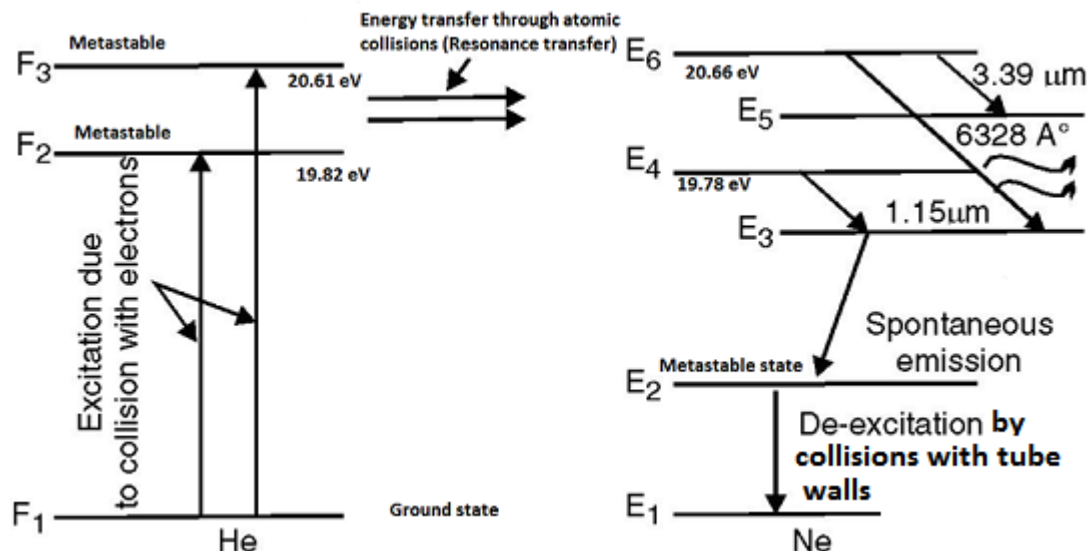 Energy transfer through atomic
collisions (Resonance transfer)
Metastable
F3
20.61 eV
Metastable
F2
19.82 eV
Excitation due
to collision with electrons
F1
Ground state
He
E6
20.66 eV
3.39 μm
E5
6328 A°
E4
19.78 eV
1.15μm
E3
Spontaneous
emission
Metastable state
E2
De-excitation by
collisions with tube
walls
E1
Ne